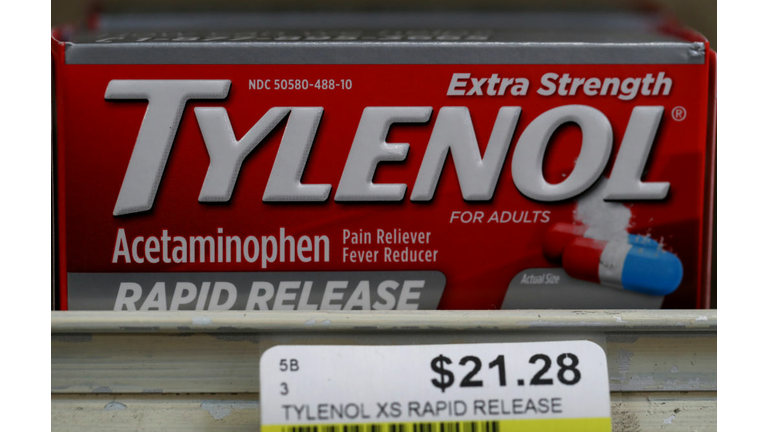 NDC 50580-488-10
Extra Strength
TYLENOL®
FOR ADULTS
Acetaminophen
Pain Reliever
Fever Reducer
RAPID RELEASE
Actual Size
5B
$21.28
3
TYLENOL XS RAPID RELEASE